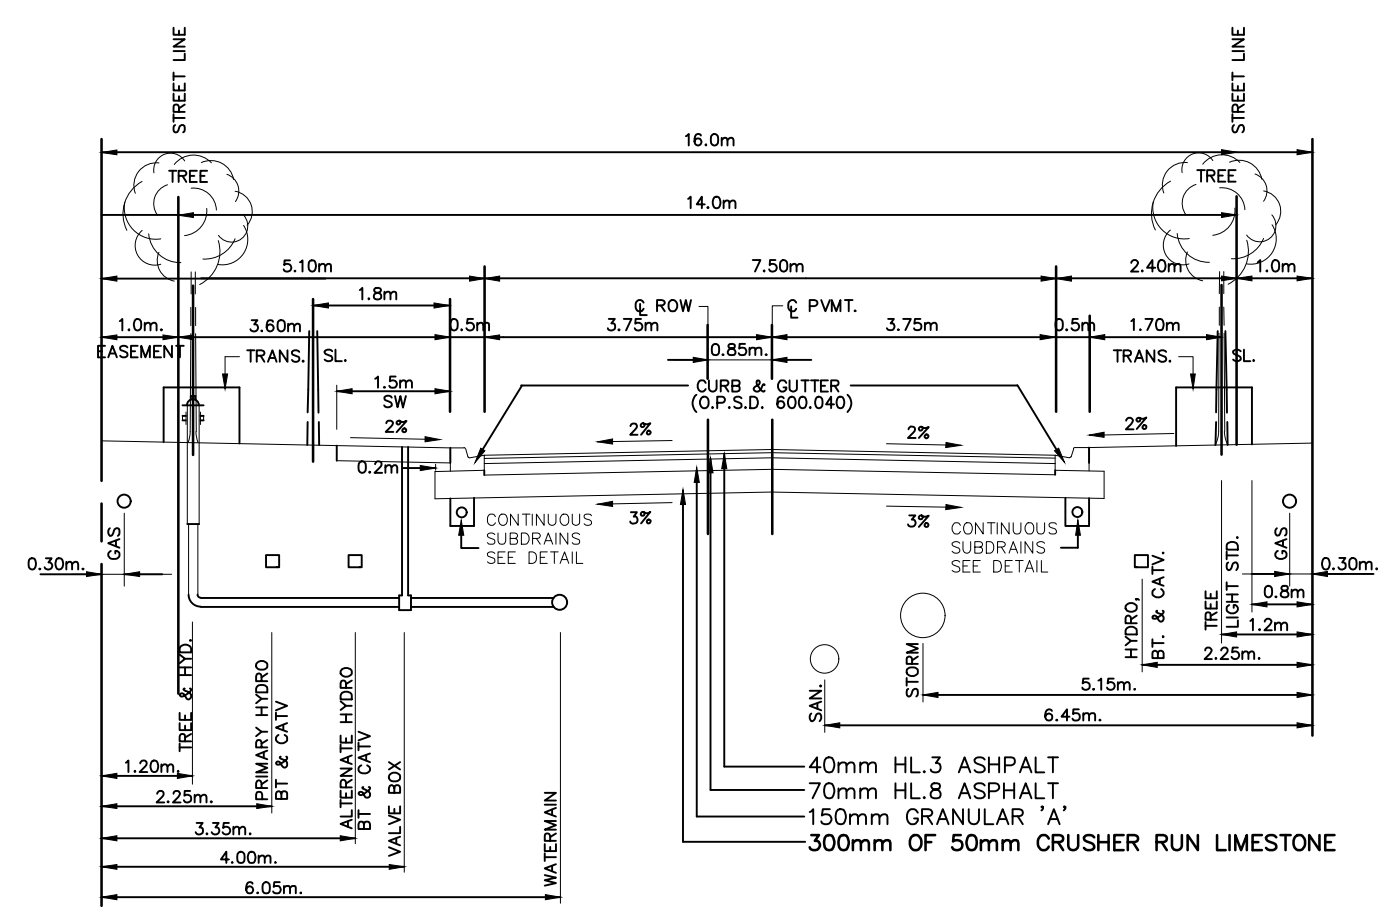 STREET LINE
STREET LINE
16.0m
TREE
TREE
14.0m
5.10m
7.50m
2.40m
1.0m
1.8m
℄ ROW
℄ PVMT.
1.0m.
3.60m
0.5m
3.75m
3.75m
0.5m
1.70m
EASEMENT
TRANS.
SL.
0.85m.
TRANS.
SL.
1.5m
SW
CURB & GUTTER
(O.P.S.D. 600.040)
2%
2%
2%
2%
0.2m
3%
3%
CONTINUOUS
SUBDRAINS
SEE DETAIL
CONTINUOUS
SUBDRAINS
SEE DETAIL
GAS
GAS
0.30m.
0.30m.
HYDRO,
BT. & CATV.
TREE
LIGHT STD.
0.8m
1.2m
2.25m.
STORM
5.15m.
SAN.
6.45m.
TREE & HYD.
PRIMARY HYDRO
BT & CATV
ALTERNATE HYDRO
BT & CATV
VALVE BOX
WATERMAIN
1.20m.
2.25m.
3.35m.
4.00m.
6.05m.
40mm HL.3 ASHPALT
70mm HL.8 ASPHALT
150mm GRANULAR 'A'
300mm OF 50mm CRUSHER RUN LIMESTONE